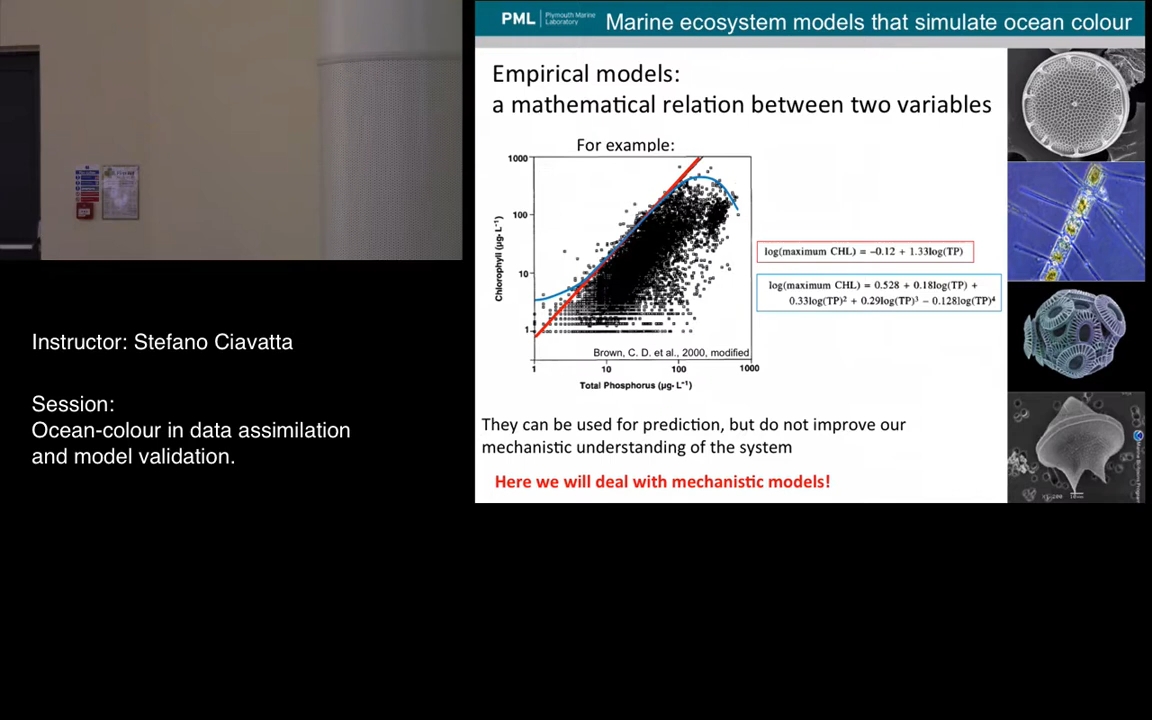 PML
Plymouth Marine
Laboratory
Marine ecosystem models that simulate ocean colour
Empirical models:
a mathematical relation between two variables
For example:
1000
100
10
1
Chlorophyll (µg· L⁻¹)
1
10
100
1000
Total Phosphorus (µg· L⁻¹)
Brown, C. D. et al., 2000, modified
log(maximum CHL) = –0.12 + 1.33log(TP)
log(maximum CHL) = 0.528 + 0.18log(TP) +
0.33log(TP)² + 0.29log(TP)³ – 0.128log(TP)⁴
They can be used for prediction, but do not improve our
mechanistic understanding of the system
Here we will deal with mechanistic models!
Instructor: Stefano Ciavatta
Session:
Ocean-colour in data assimilation
and model validation.